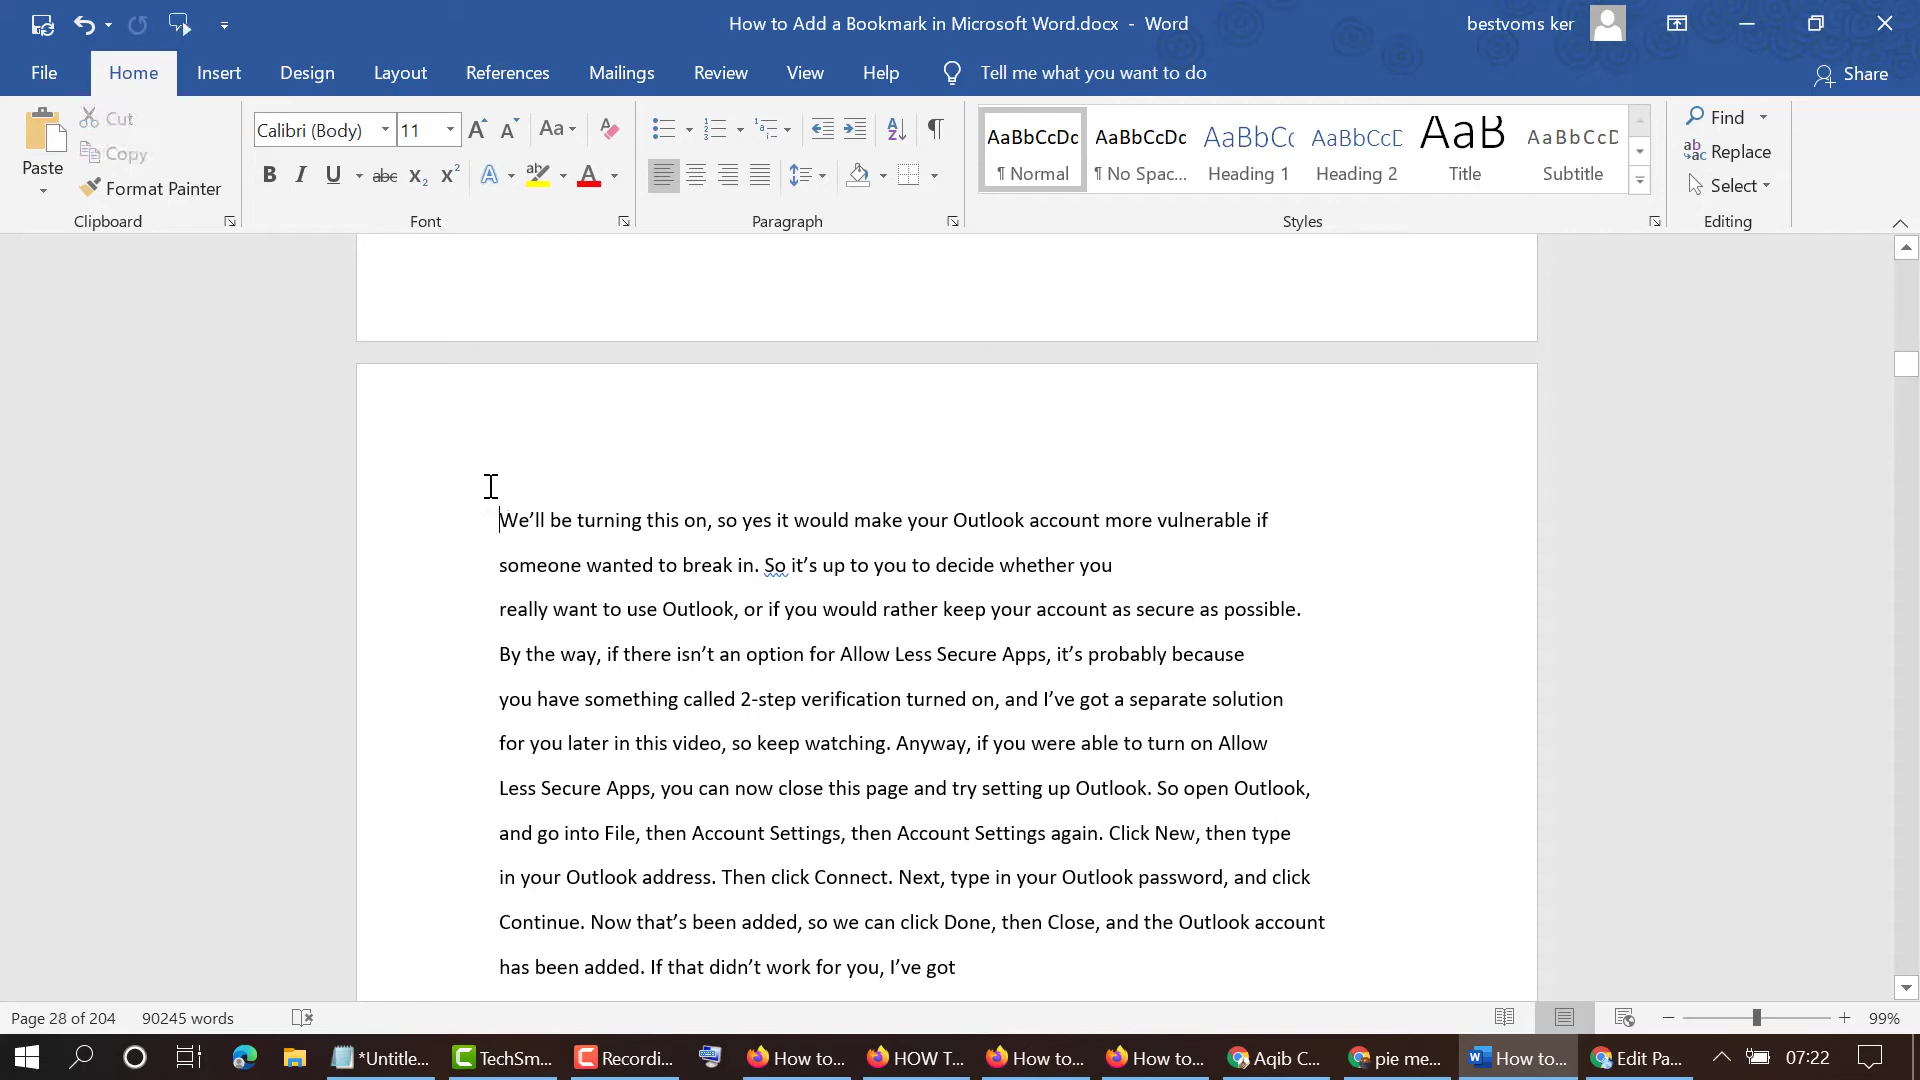 How to Add a Bookmark in Microsoft Word.docx - Word
bestvoms ker
File Home Insert Design Layout References Mailings Review View Help Tell me what you want to do Share
Paste
Cut
Copy
Format Painter
Clipboard
Calibri (Body) 11
Aa
B I U abc X₂ X² A A
Font
Paragraph
AaBbCcDc AaBbCcDc AaBbCc AaBbCcD AaB AaBbCcD
¶ Normal ¶ No Spac... Heading 1 Heading 2 Title Subtitle
Styles
Find
Replace
Select
Editing
We’ll be turning this on, so yes it would make your Outlook account more vulnerable if
someone wanted to break in. So it’s up to you to decide whether you
really want to use Outlook, or if you would rather keep your account as secure as possible.
By the way, if there isn’t an option for Allow Less Secure Apps, it’s probably because
you have something called 2-step verification turned on, and I’ve got a separate solution
for you later in this video, so keep watching. Anyway, if you were able to turn on Allow
Less Secure Apps, you can now close this page and try setting up Outlook. So open Outlook,
and go into File, then Account Settings, then Account Settings again. Click New, then type
in your Outlook address. Then click Connect. Next, type in your Outlook password, and click
Continue. Now that’s been added, so we can click Done, then Close, and the Outlook account
has been added. If that didn’t work for you, I’ve got
Page 28 of 204 90245 words 99%
*Untitle... TechSm... Recordi... How to... HOW T... How to... How to... Aqib C... pie me... How to... Edit Pa... 07:22